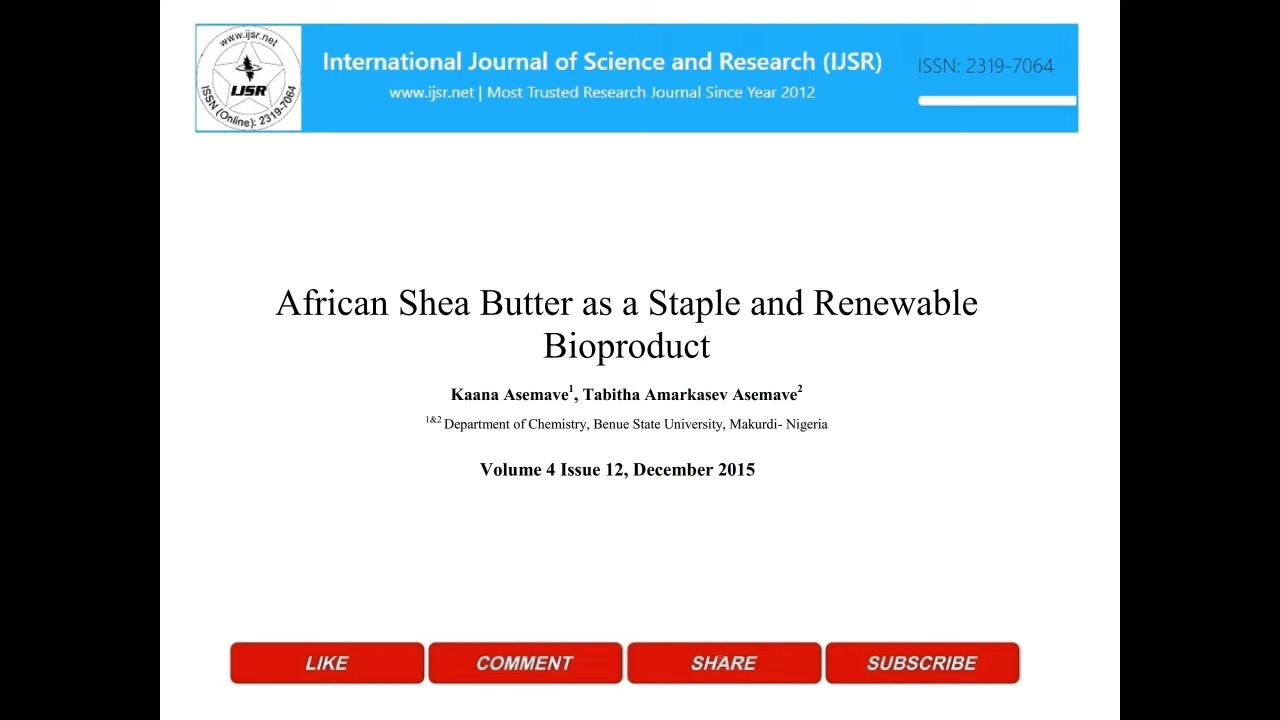 www.ijsr.net
IJSR
ISSN (Online): 2319-7064
International Journal of Science and Research (IJSR)
www.ijsr.net | Most Trusted Research Journal Since Year 2012
ISSN: 2319-7064
African Shea Butter as a Staple and Renewable
Bioproduct
Kaana Asemave1, Tabitha Amarkasev Asemave2
1&2 Department of Chemistry, Benue State University, Makurdi- Nigeria
Volume 4 Issue 12, December 2015
LIKE COMMENT SHARE SUBSCRIBE